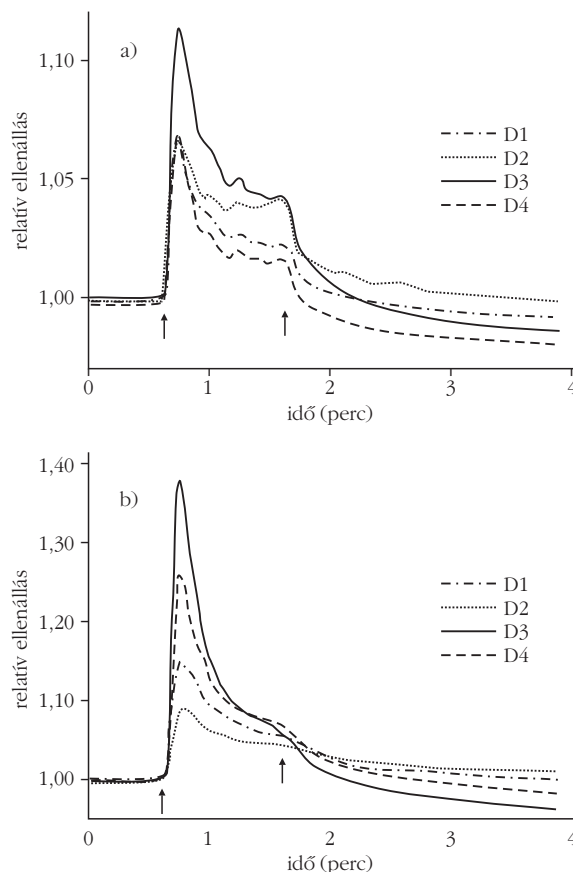 a)
1,10
1,05
1,00
relatív ellenállás
D1
D2
D3
D4
0 1 2 3 4
idő (perc)
b)
1,40
1,30
1,20
1,10
1,00
relatív ellenállás
D1
D2
D3
D4
0 1 2 3 4
idő (perc)